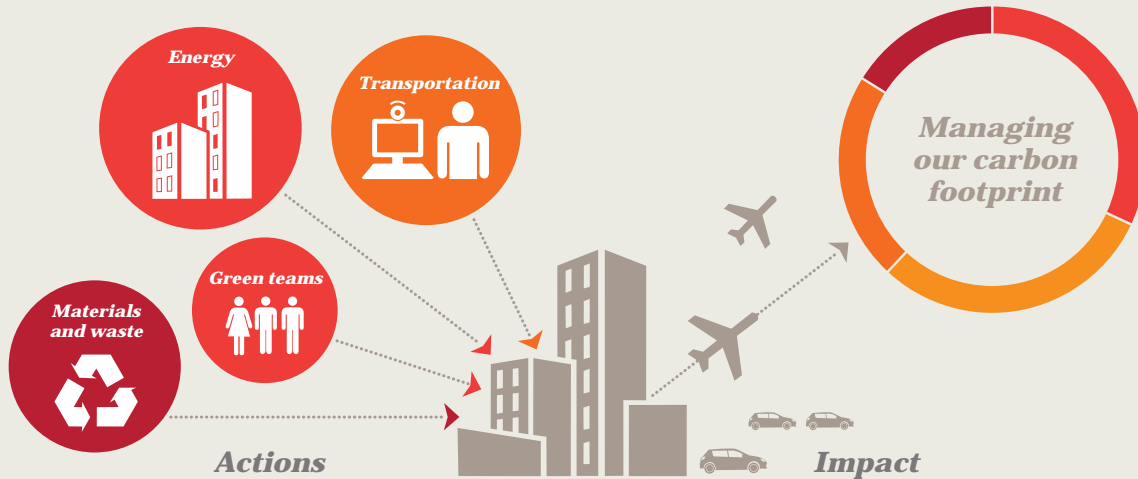 Energy
Transportation
Managing
our carbon
footprint
Green teams
Materials
and waste
Actions
Impact